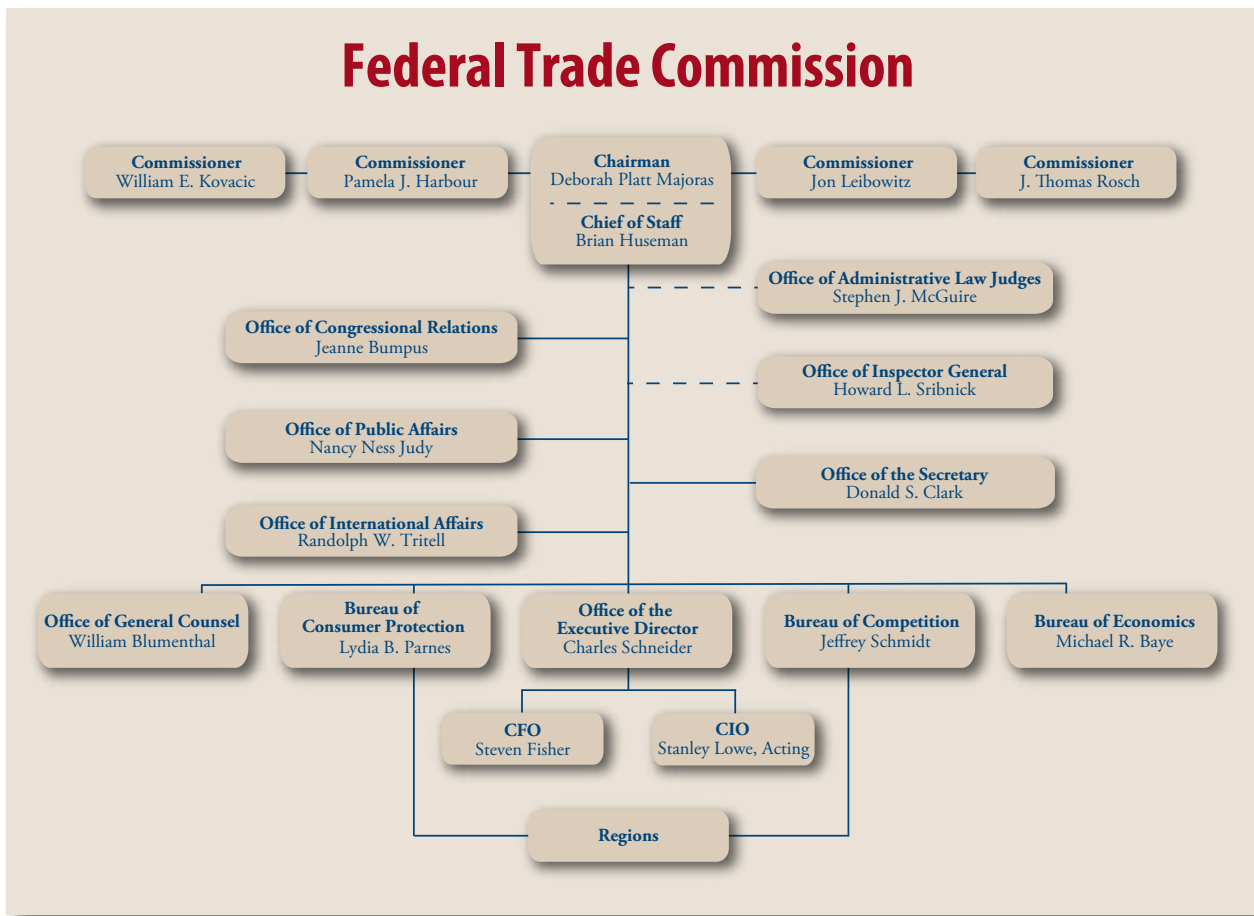 Federal Trade Commission
Commissioner
William E. Kovacic
Commissioner
Pamela J. Harbour
Chairman
Deborah Platt Majoras
Chief of Staff
Brian Huseman
Commissioner
Jon Leibowitz
Commissioner
J. Thomas Rosch
Office of Administrative Law Judges
Stephen J. McGuire
Office of Congressional Relations
Jeanne Bumpus
Office of Inspector General
Howard L. Sribnick
Office of Public Affairs
Nancy Ness Judy
Office of the Secretary
Donald S. Clark
Office of International Affairs
Randolph W. Tritell
Office of General Counsel
William Blumenthal
Bureau of
Consumer Protection
Lydia B. Parnes
Office of the
Executive Director
Charles Schneider
Bureau of Competition
Jeffrey Schmidt
Bureau of Economics
Michael R. Baye
CFO
Steven Fisher
CIO
Stanley Lowe, Acting
Regions